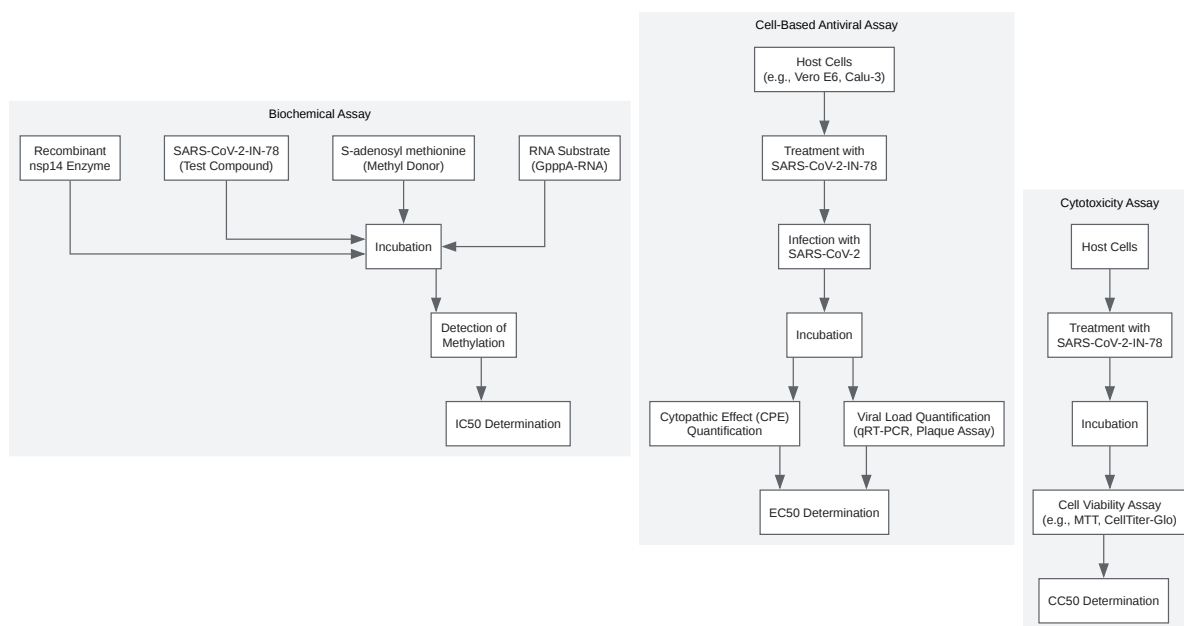 Biochemical Assay
Recombinant
nsp14 Enzyme
SARS-CoV-2-IN-78
(Test Compound)
S-adenosyl methionine
(Methyl Donor)
RNA Substrate
(GpppA-RNA)
Incubation
Detection of
Methylation
IC50 Determination
Cell-Based Antiviral Assay
Host Cells
(e.g., Vero E6, Calu-3)
Treatment with
SARS-CoV-2-IN-78
Infection with
SARS-CoV-2
Incubation
Cytopathic Effect (CPE)
Quantification
Viral Load Quantification
(qRT-PCR, Plaque Assay)
EC50 Determination
Cytotoxicity Assay
Host Cells
Treatment with
SARS-CoV-2-IN-78
Incubation
Cell Viability Assay
(e.g., MTT, CellTiter-Glo)
CC50 Determination